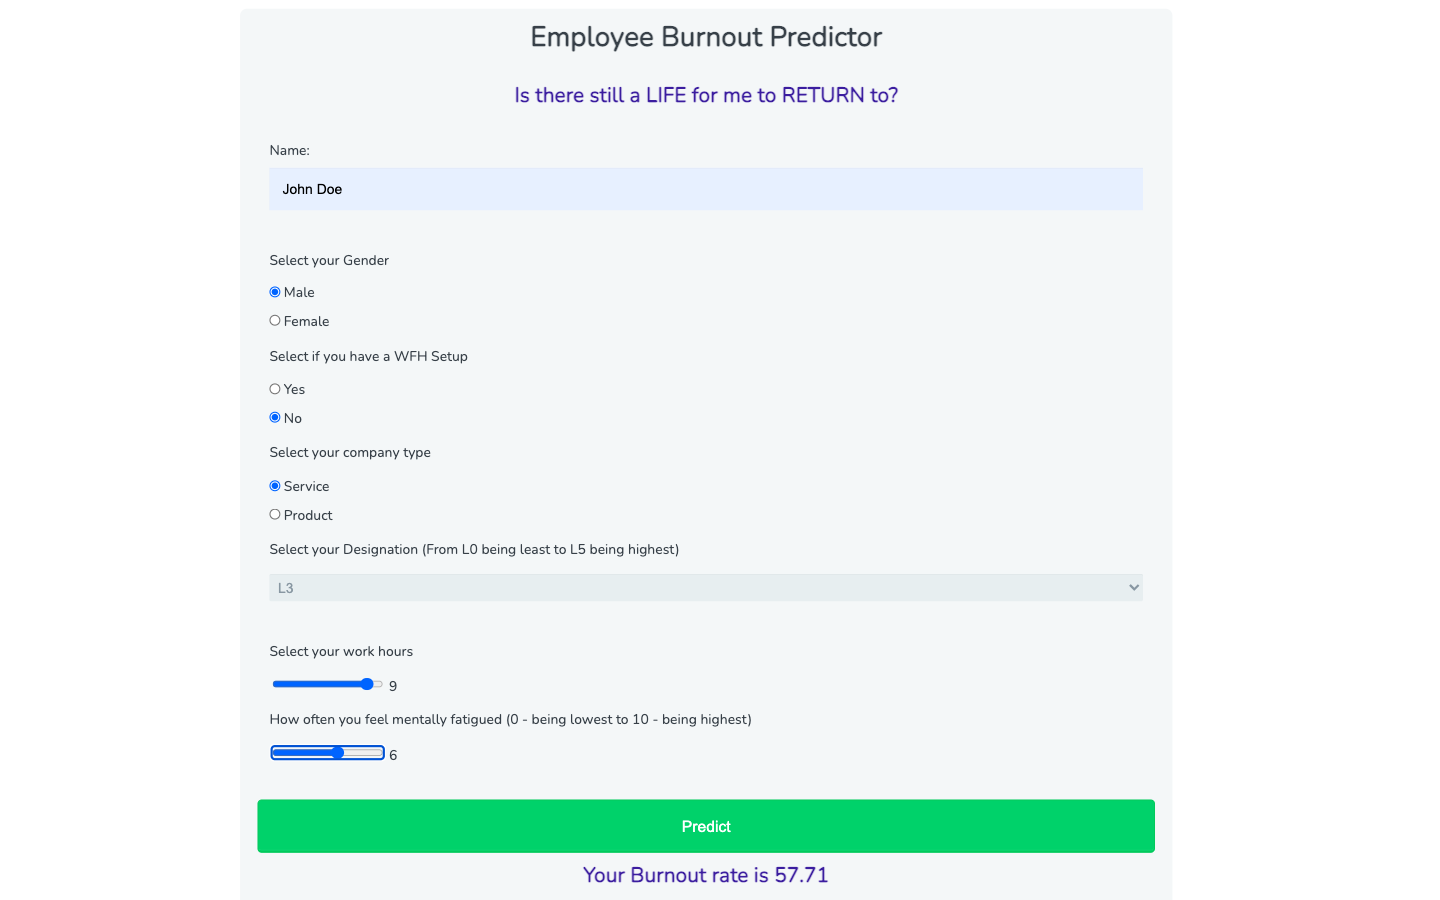 Employee Burnout Predictor
Is there still a LIFE for me to RETURN to?
Name:
John Doe
Select your Gender
Male
Female
Select if you have a WFH Setup
Yes
No
Select your company type
Service
Product
Select your Designation (From L0 being least to L5 being highest)
L3
Select your work hours
9
How often you feel mentally fatigued (0 - being lowest to 10 - being highest)
6
Predict
Your Burnout rate is 57.71